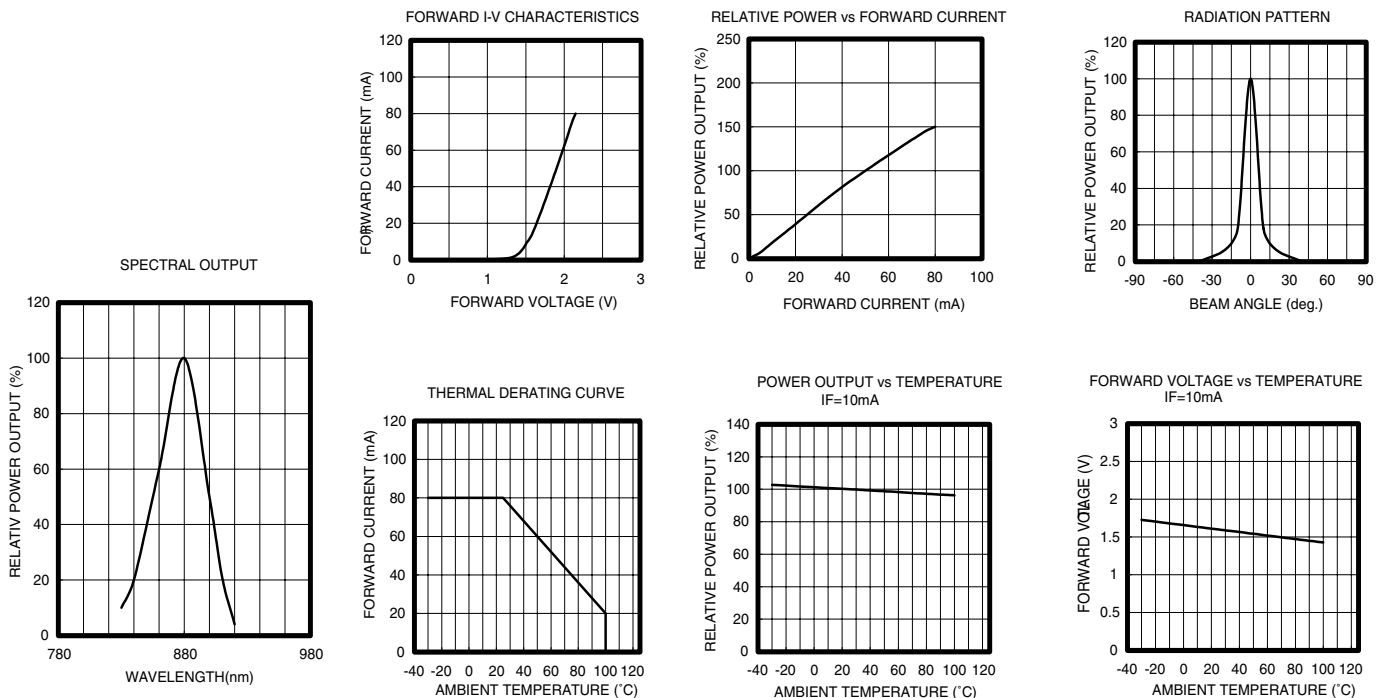 FORWARD I-V CHARACTERISTICS
120
100
80
60
40
20
0
0 1 2 3
FORWARD CURRENT (mA)
FORWARD VOLTAGE (V)
RELATIVE POWER vs FORWARD CURRENT
250
200
150
100
50
0
0 20 40 60 80 100
RELATIVE POWER OUTPUT (%)
FORWARD CURRENT (mA)
RADIATION PATTERN
120
100
80
60
40
20
0
-90 -60 -30 0 30 60 90
RELATIVE POWER OUTPUT (%)
BEAM ANGLE (deg.)
SPECTRAL OUTPUT
120
100
80
60
40
20
0
780 880 980
RELATIV POWER OUTPUT (%)
WAVELENGTH(nm)
THERMAL DERATING CURVE
120
100
80
60
40
20
0
-40 -20 0 20 40 60 80 100 120
FORWARD CURRENT (mA)
AMBIENT TEMPERATURE (˚C)
POWER OUTPUT vs TEMPERATURE
IF=10mA
140
120
100
80
60
40
20
0
-40 -20 0 20 40 60 80 100 120
RELATIVE POWER OUTPUT (%)
AMBIENT TEMPERATURE (˚C)
FORWARD VOLTAGE vs TEMPERATURE
IF=10mA
3
2.5
2
1.5
1
0.5
0
-40 -20 0 20 40 60 80 100 120
FORWARD VOLTAGE (V)
AMBIENT TEMPERATURE (˚C)